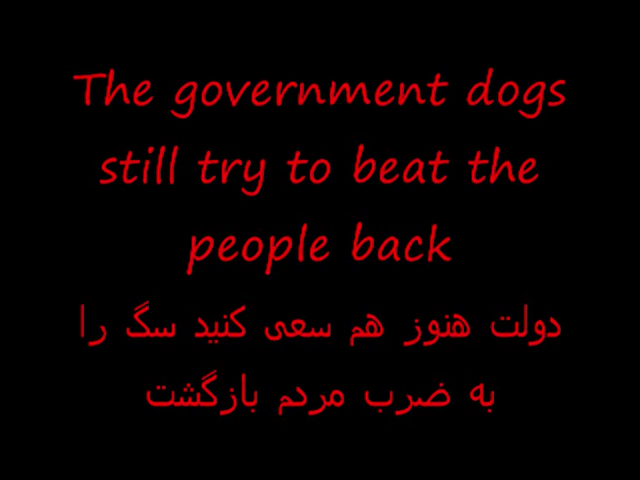 The government dogs
still try to beat the
people back
دولت هنوز هم سعی کنید سگ را
به ضرب مردم بازگشت